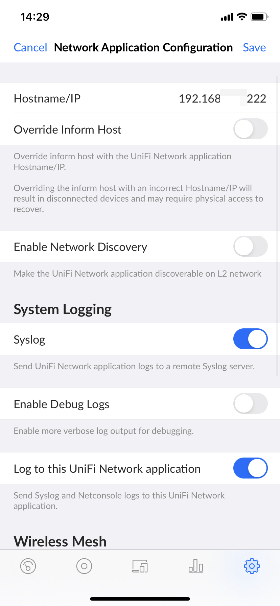 14:29
Cancel Network Application Configuration Save
Hostname/IP 192.168 222
Override Inform Host
Override inform host with the UniFi Network application
Hostname/IP.
Overriding the inform host with an incorrect Hostname/IP will
result in disconnected devices and may require physical access to
recover.
Enable Network Discovery
Make the UniFi Network application discoverable on L2 network
System Logging
Syslog
Send UniFi Network application logs to a remote Syslog server.
Enable Debug Logs
Enable more verbose log output for debugging.
Log to this UniFi Network application
Send Syslog and Netconsole logs to this UniFi Network
application.
Wireless Mesh